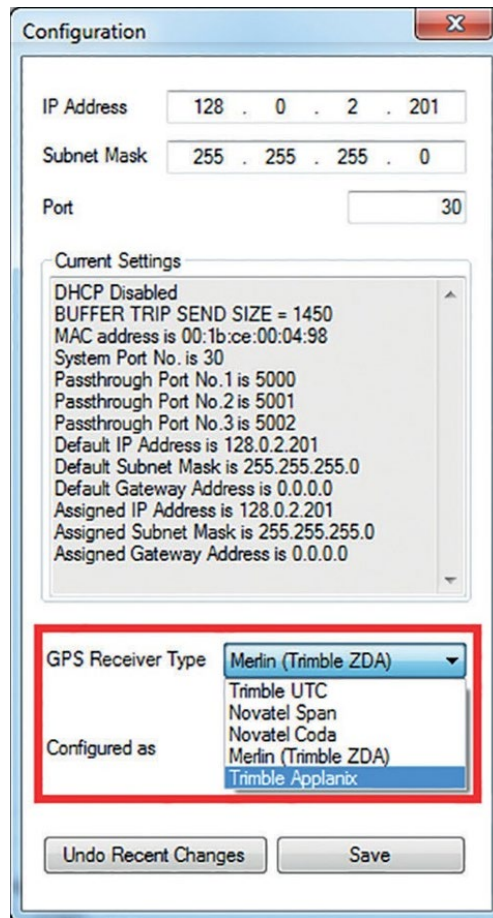 Configuration
IP Address 128 . 0 . 2 . 201
Subnet Mask 255 . 255 . 255 . 0
Port 30
Current Settings
DHCP Disabled
BUFFER TRIP SEND SIZE = 1450
MAC address is 00:1b:ce:00:04:98
System Port No. is 30
Passthrough Port No.1 is 5000
Passthrough Port No.2 is 5001
Passthrough Port No.3 is 5002
Default IP Address is 128.0.2.201
Default Subnet Mask is 255.255.255.0
Default Gateway Address is 0.0.0.0
Assigned IP Address is 128.0.2.201
Assigned Subnet Mask is 255.255.255.0
Assigned Gateway Address is 0.0.0.0
GPS Receiver Type Merlin (Trimble ZDA)
Trimble UTC
Novatel Span
Novatel Coda
Configured as
Merlin (Trimble ZDA)
Trimble Applanix
Undo Recent Changes Save